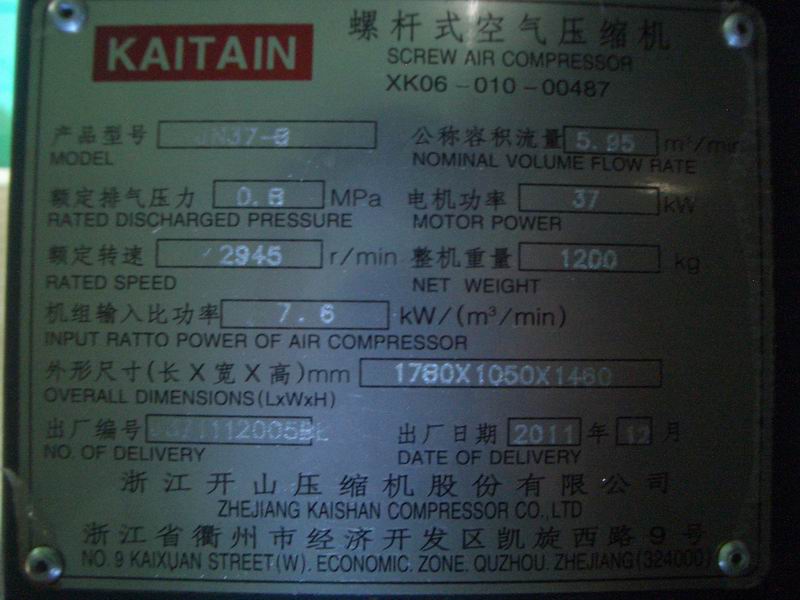 KAITAIN
螺杆式空气压缩机
SCREW AIR COMPRESSOR
XK06-010-00487
产品型号 JN37-8
MODEL
公称容积流量 5.95 m³/min
NOMINAL VOLUME FLOW RATE
额定排气压力 0.8 MPa
RATED DISCHARGED PRESSURE
电机功率 37 kW
MOTOR POWER
额定转速 2945 r/min
RATED SPEED
整机重量 1200 kg
NET WEIGHT
机组输入比功率 7.6 kW/(m³/min)
INPUT RATTO POWER OF AIR COMPRESSOR
外形尺寸(长X宽X高)mm 1780X1050X1460
OVERALL DIMENSIONS(LxWxH)
出厂编号
NO. OF DELIVERY
出厂日期 2011 年 12 月
DATE OF DELIVERY
浙江开山压缩机股份有限公司
ZHEJIANG KAISHAN COMPRESSOR CO.,LTD
浙江省衢州市经济开发区凯旋西路9号
NO. 9 KAIXUAN STREET(W). ECONOMIC. ZONE. QUZHOU. ZHEJIANG(324000)